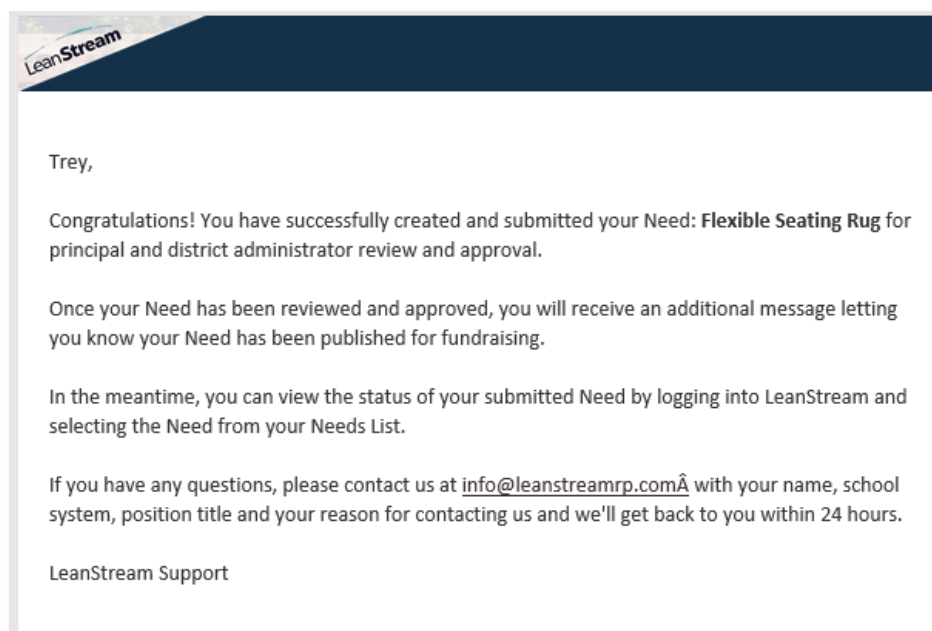 LeanStream
Trey,
Congratulations! You have successfully created and submitted your Need: Flexible Seating Rug for
principal and district administrator review and approval.
Once your Need has been reviewed and approved, you will receive an additional message letting
you know your Need has been published for fundraising.
In the meantime, you can view the status of your submitted Need by logging into LeanStream and
selecting the Need from your Needs List.
If you have any questions, please contact us at info@leanstreamrp.comÂ with your name, school
system, position title and your reason for contacting us and we'll get back to you within 24 hours.
LeanStream Support